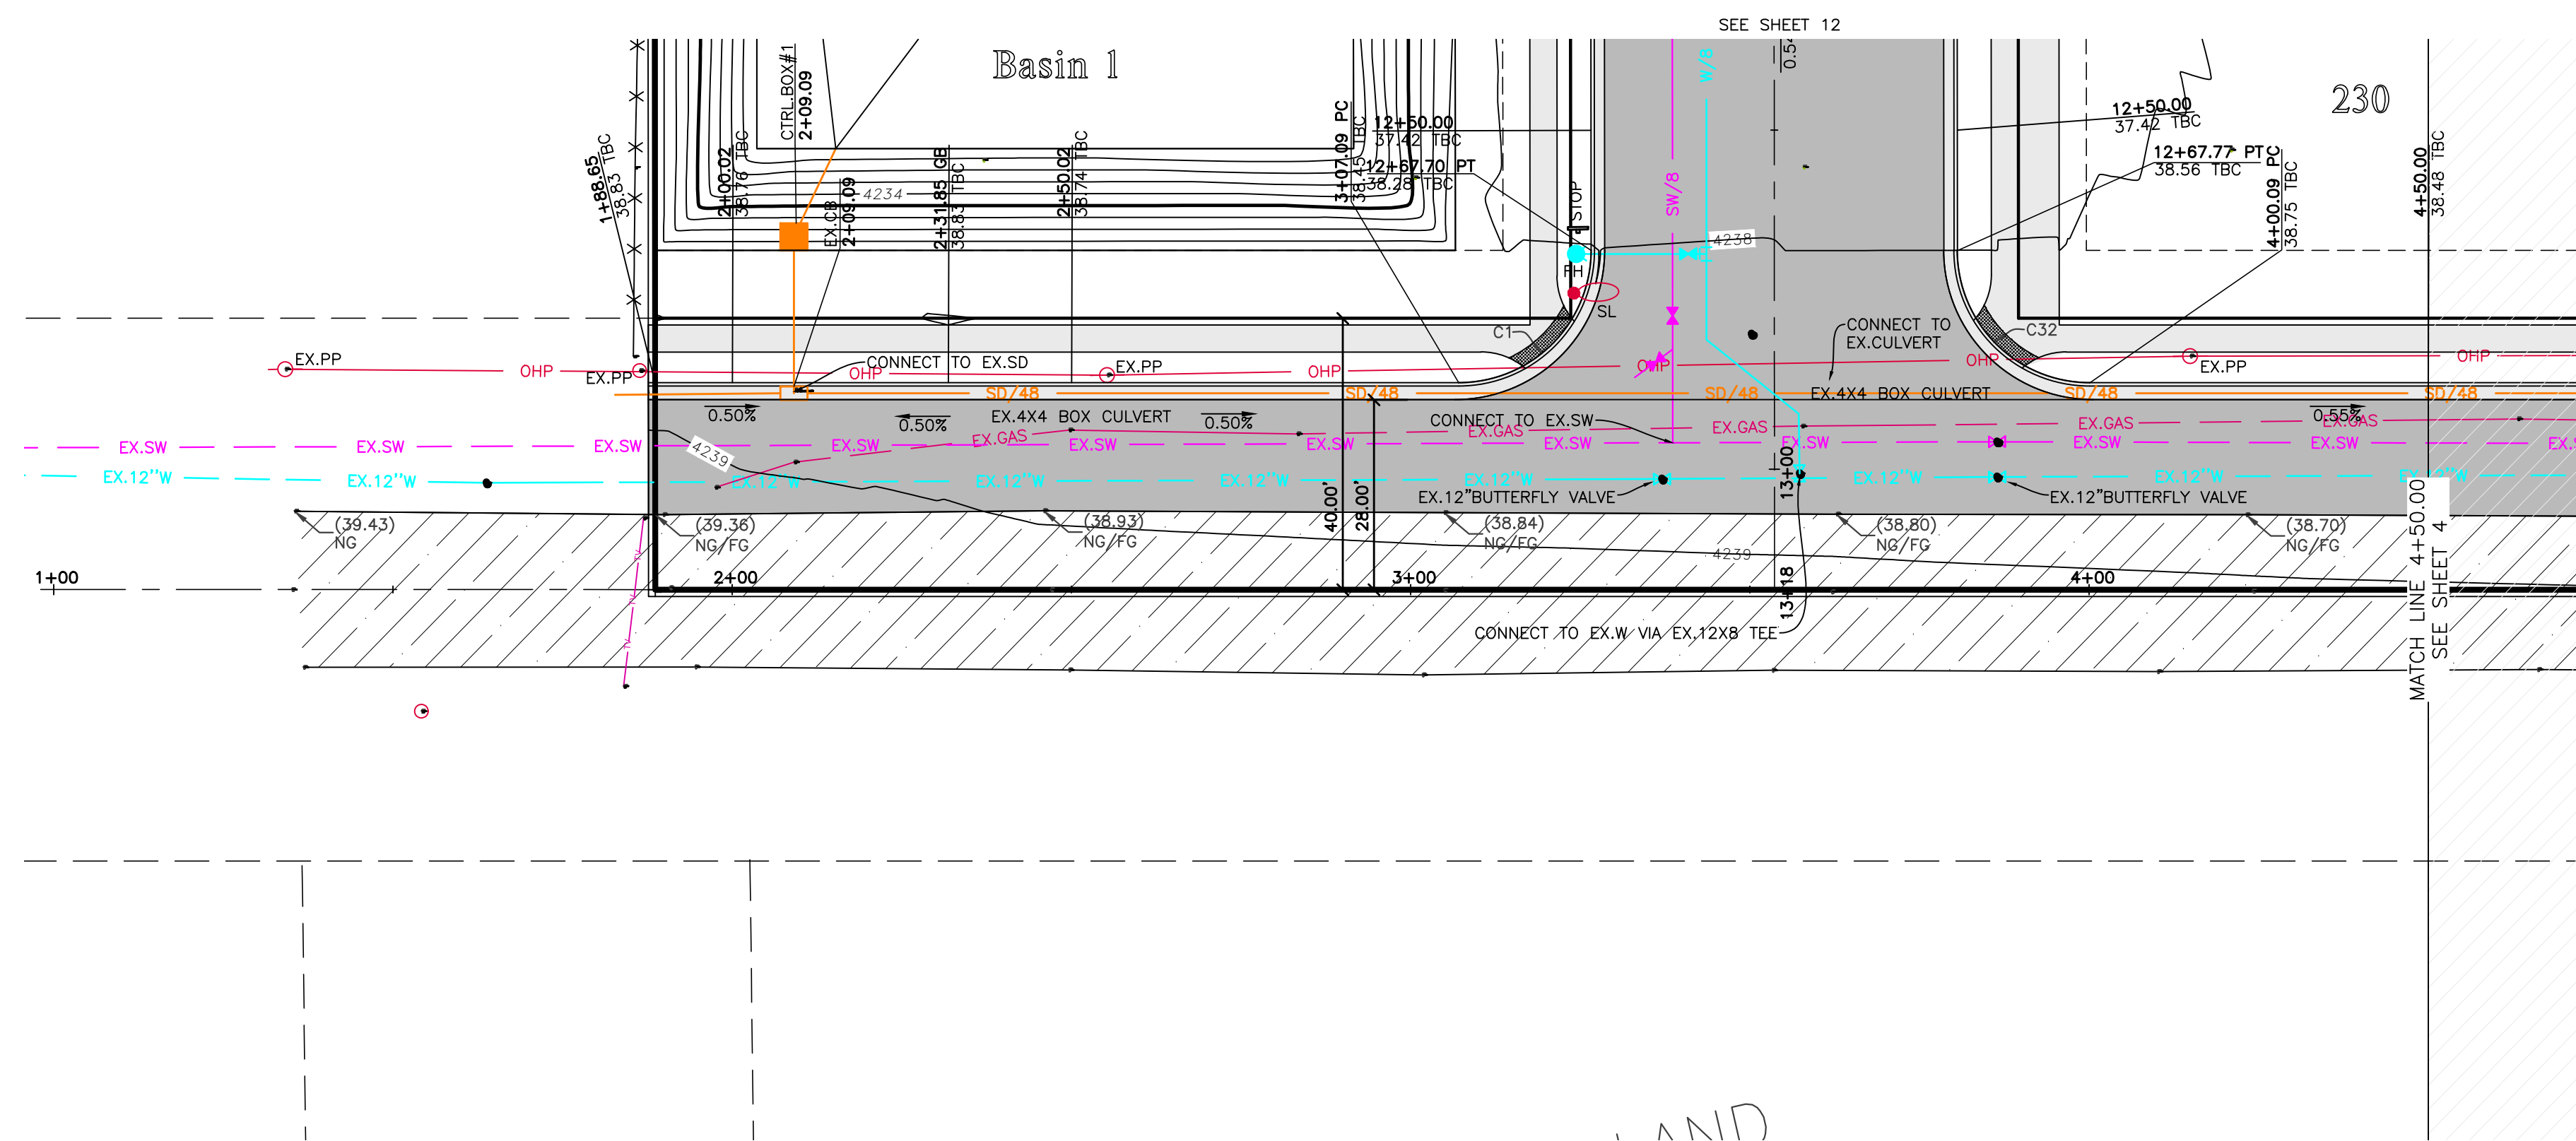 SEE SHEET 12
Basin 1
CTRL.BOX#1
2+09.09
W/8
0.54
230
1+88.65
38.83 TBC
2+00.02
38.76 TBC
EX.CB
2+09.09
4234
2+31.85 GB
38.83 TBC
2+50.02
38.74 TBC
3+07.09 PC
38.45 TBC
12+50.00
37.42 TBC
12+67.70 PT
38.28 TBC
STOP
SW/8
4238
12+50.00
37.42 TBC
12+67.77 PT
38.56 TBC
4+00.09 PC
38.75 TBC
4+50.00
38.48 TBC
FH
SL
C1
C32
CONNECT TO
EX.CULVERT
EX.PP
OHP
EX.PP
CONNECT TO EX.SD
OHP
EX.PP
OHP
OHP
OHP
EX.PP
OHP
SD/48
SD/48
SD/48
EX.4X4 BOX CULVERT
SD/48
SD/48
0.50%
0.50%
EX.4X4 BOX CULVERT
0.50%
CONNECT TO EX.SW
0.55%
EX.GAS
EX.GAS
EX.GAS
EX.GAS
EX.GAS
EX.SW
EX.SW
EX.SW
EX.SW
EX.SW
EX.SW
EX.SW
EX.SW
EX.SW
EX.SW
EX.S
4239
EX.12"W
EX.12"W
EX.12"W
EX.12"W
EX.12"W
EX.12"W
EX.12"W
EX.12"W
EX.12"W
EX.12"BUTTERFLY VALVE
EX.12"BUTTERFLY VALVE
13+00
40.00'
28.00'
(39.43)
NG
(39.36)
NG/FG
(38.93)
NG/FG
(38.84)
NG/FG
(38.80)
NG/FG
(38.70)
NG/FG
4239
TV
TV
1+00
2+00
3+00
4+00
13+18
CONNECT TO EX.W VIA EX.12X8 TEE
MATCH LINE 4+50.00
SEE SHEET 4